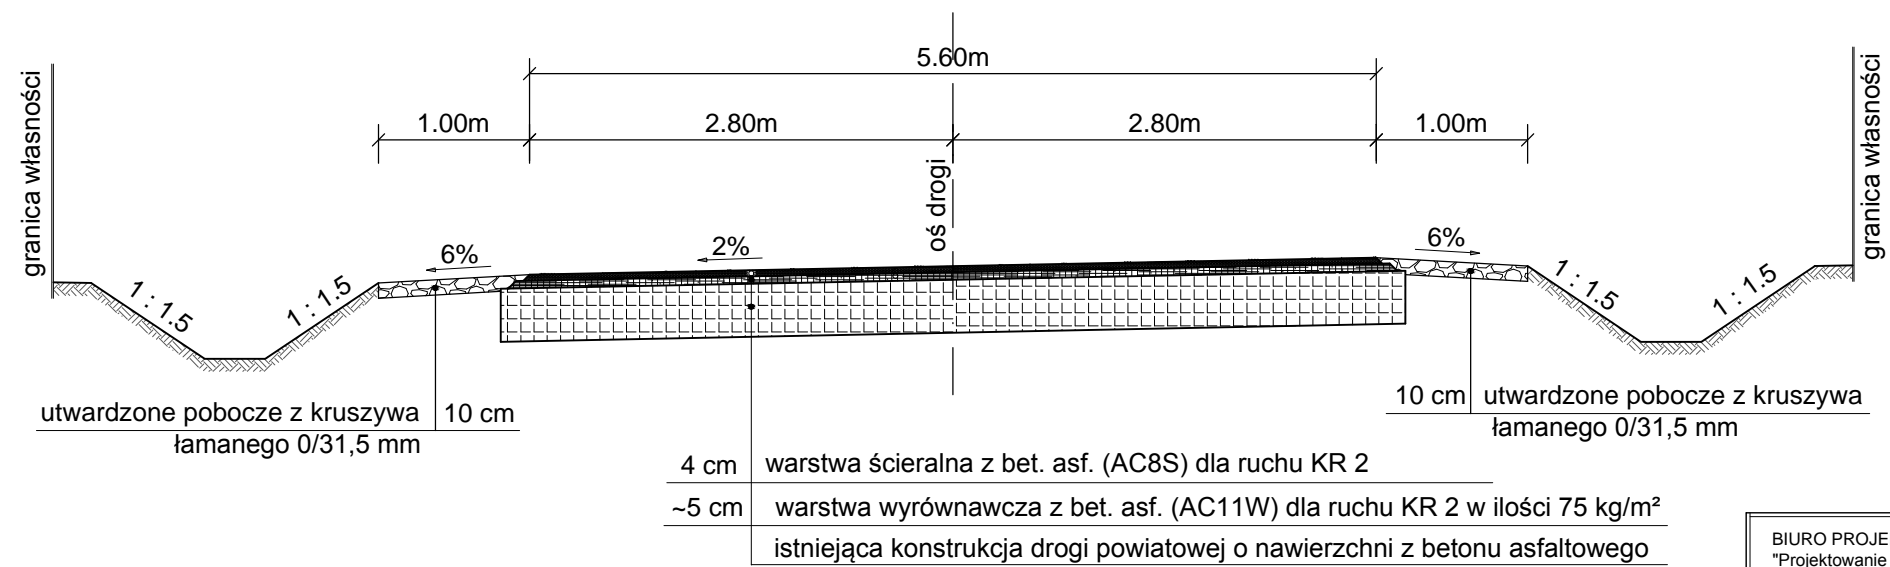 5.60m
1.00m
2.80m
2.80m
1.00m
granica własności
oś drogi
granica własności
6%
2%
6%
1 : 1.5
1 : 1.5
1 : 1.5
1 : 1.5
utwardzone pobocze z kruszywa 10 cm
łamanego 0/31,5 mm
10 cm utwardzone pobocze z kruszywa
łamanego 0/31,5 mm
4 cm warstwa ścieralna z bet. asf. (AC8S) dla ruchu KR 2
~5 cm warstwa wyrównawcza z bet. asf. (AC11W) dla ruchu KR 2 w ilości 75 kg/m²
istniejąca konstrukcja drogi powiatowej o nawierzchni z betonu asfaltowego
BIURO PROJE
"Projektowanie